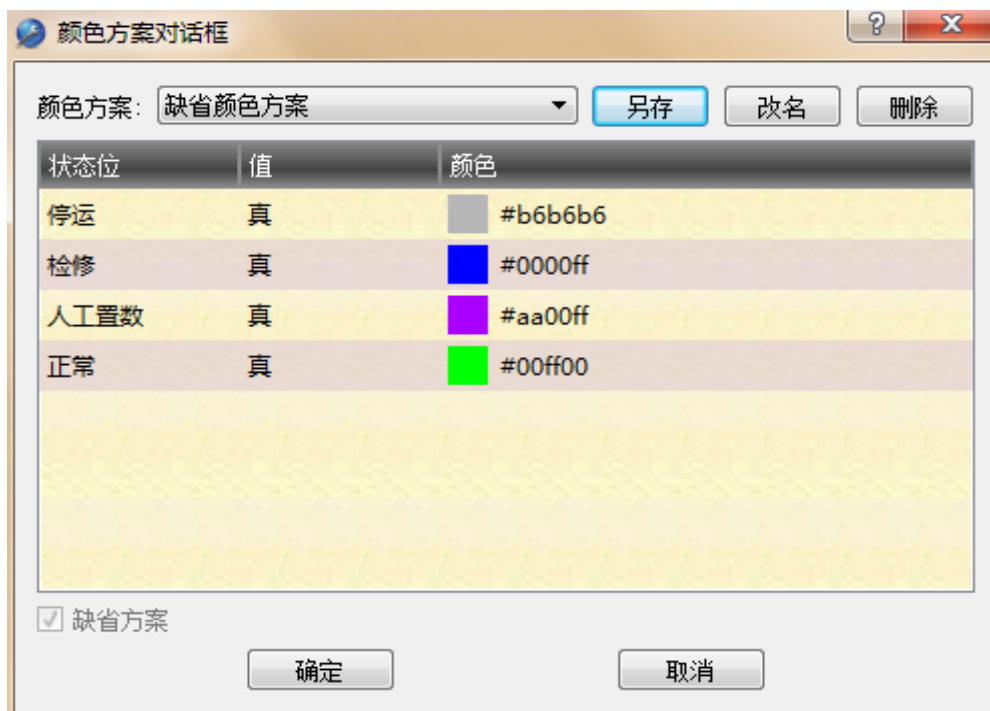 颜色方案对话框
颜色方案: 缺省颜色方案 另存 改名 删除
状态位 值 颜色
停运 真 #b6b6b6
检修 真 #0000ff
人工置数 真 #aa00ff
正常 真 #00ff00
缺省方案
确定 取消